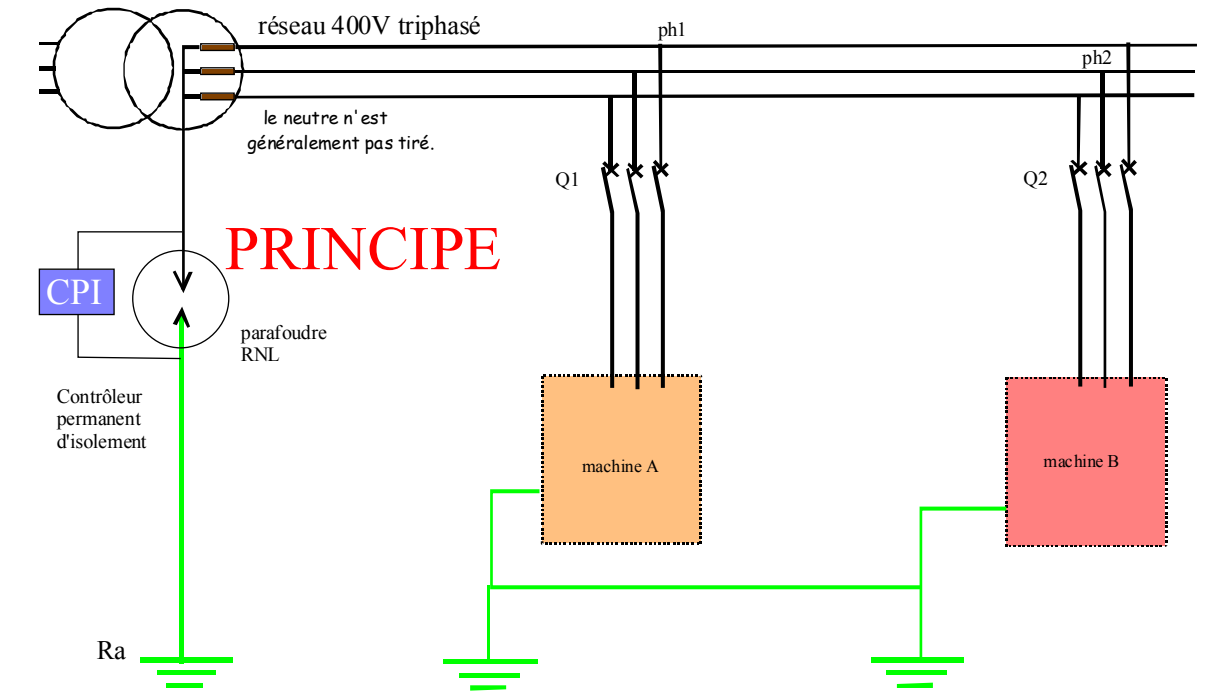 réseau 400V triphasé
ph1
ph2
le neutre n'est
généralement pas tiré.
Q1
Q2
PRINCIPE
CPI
parafoudre
RNL
Contrôleur
permanent
d'isolement
machine A
machine B
Ra